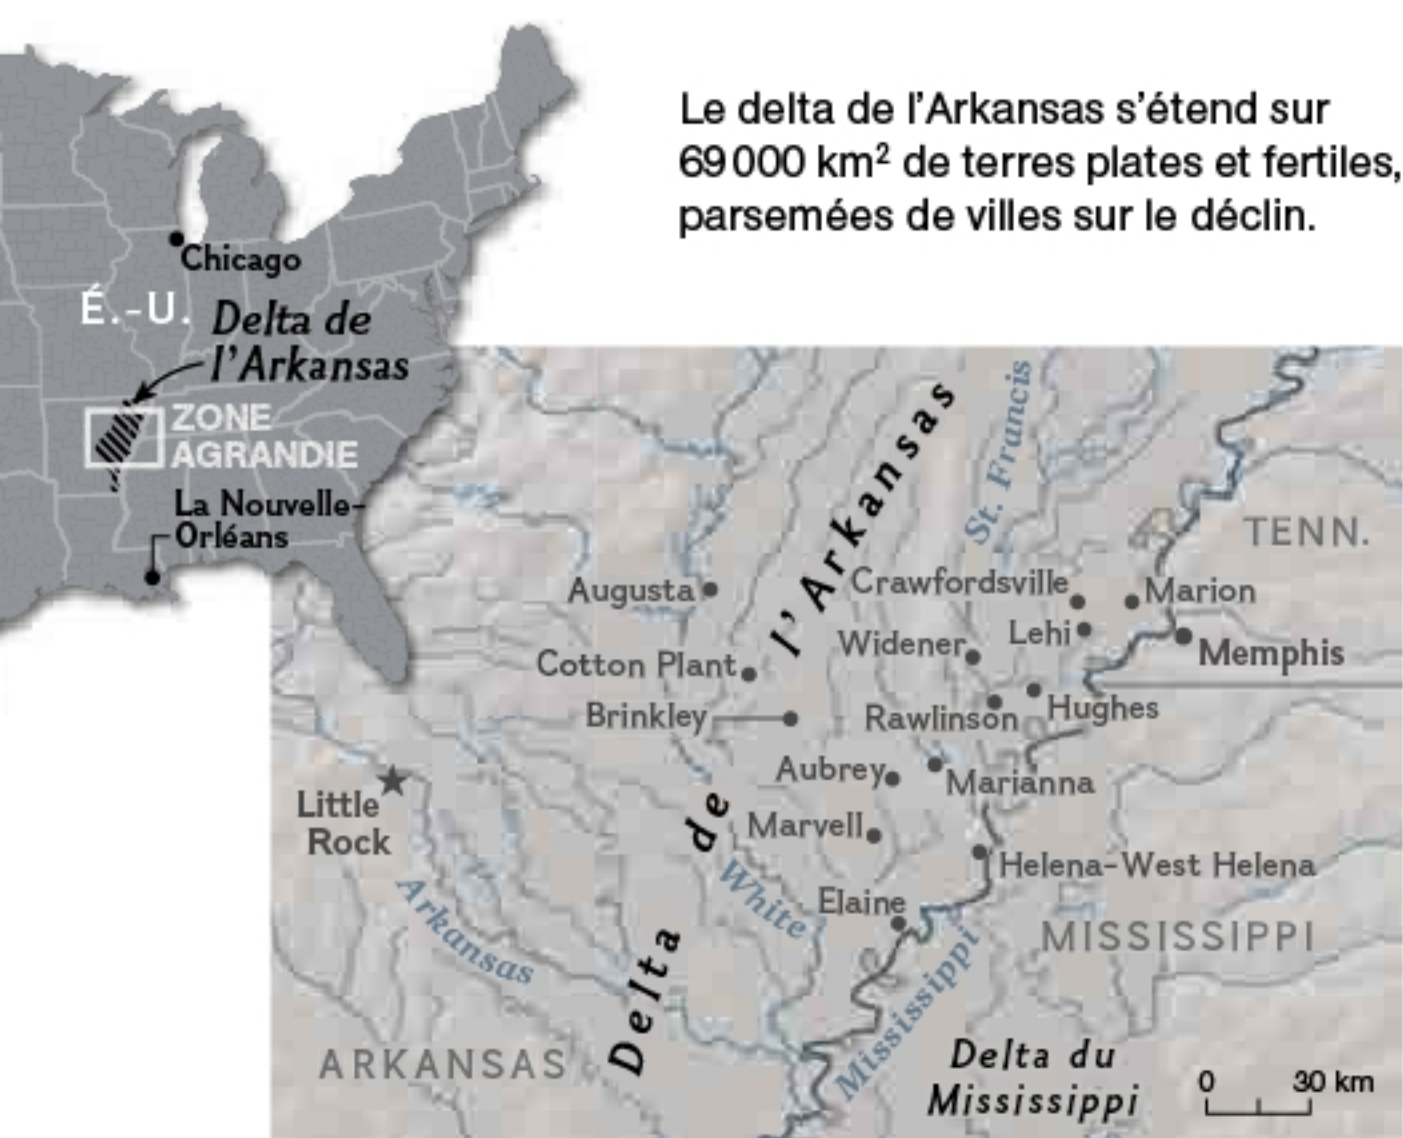 Le delta de l'Arkansas s'étend sur
69 000 km² de terres plates et fertiles,
parsemées de villes sur le déclin.
Chicago
É.-U.
Delta de
l'Arkansas
ZONE
AGRANDIE
La Nouvelle-
Orléans
Delta de l'Arkansas
St. Francis
TENN.
Augusta
Crawfordsville
Marion
Widener
Lehi
Memphis
Cotton Plant
Brinkley
Rawlinson
Hughes
Aubrey
Marianna
Little
Rock
Marvell
Helena-West Helena
Arkansas
White
Elaine
MISSISSIPPI
Mississippi
ARKANSAS
Delta du
Mississippi
0 30 km